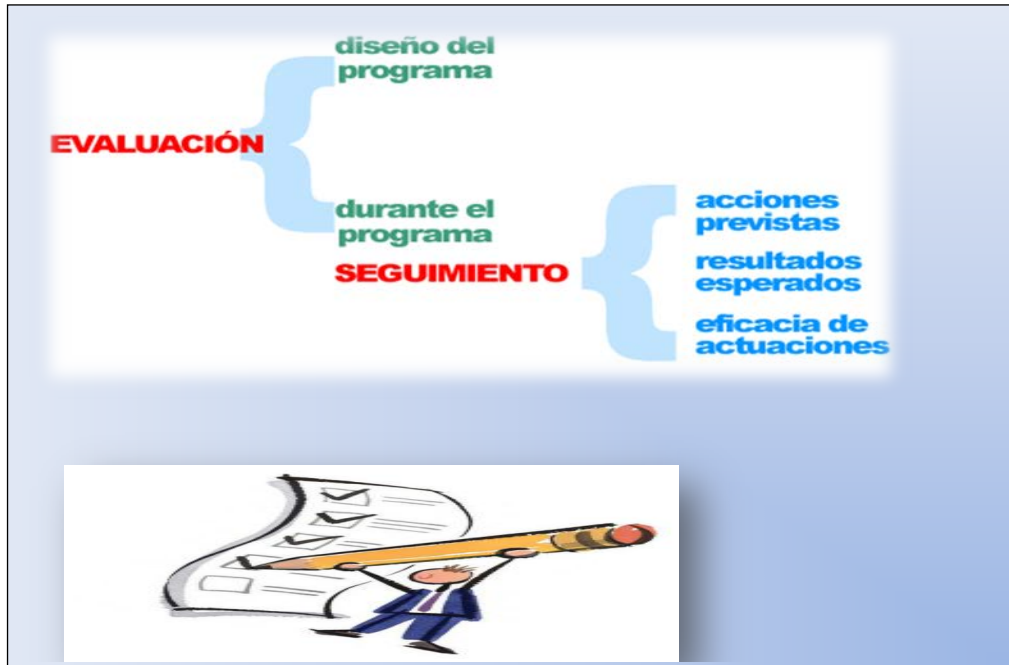 diseño del
programa
EVALUACIÓN
durante el
programa
SEGUIMIENTO
acciones
previstas
resultados
esperados
eficacia de
actuaciones